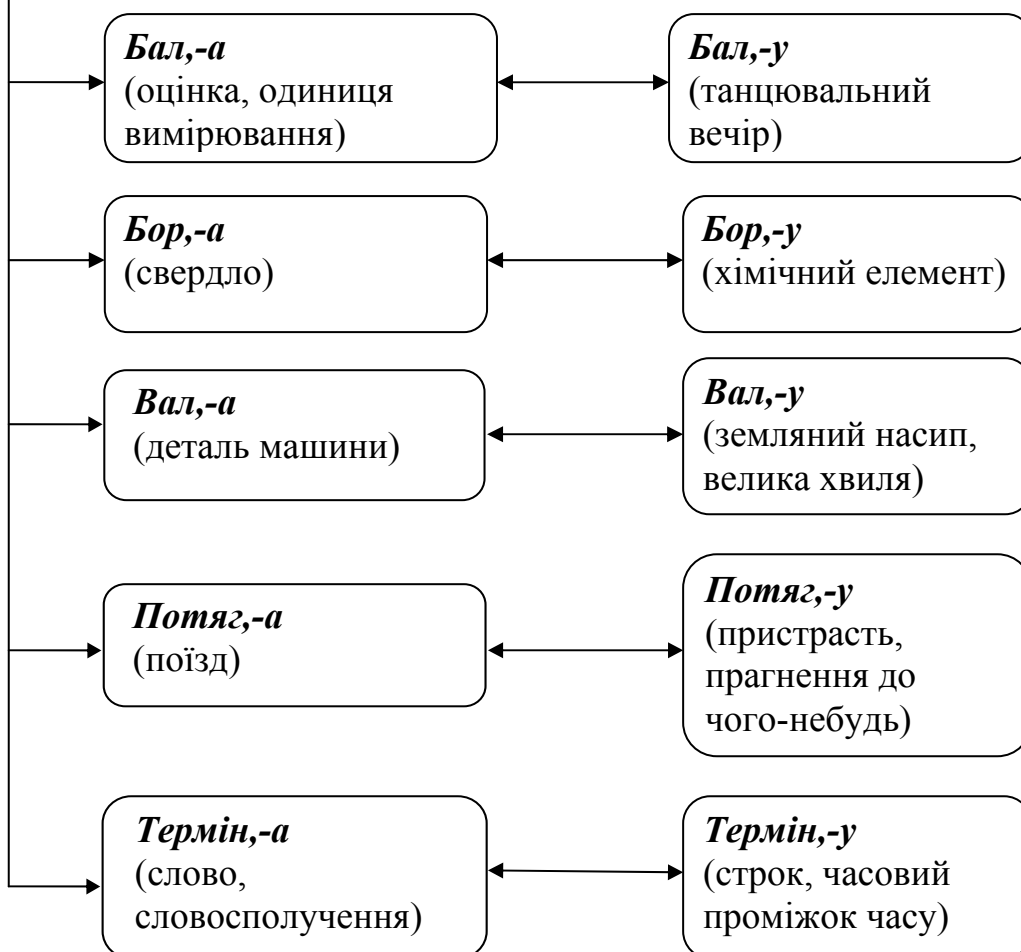 Бал,-а
(оцінка, одиниця
вимірювання)
Бал,-у
(танцювальний
вечір)
Бор,-а
(свердло)
Бор,-у
(хімічний елемент)
Вал,-а
(деталь машини)
Вал,-у
(земляний насип,
велика хвиля)
Потяг,-а
(поїзд)
Потяг,-у
(пристрасть,
прагнення до
чого-небудь)
Термін,-а
(слово,
словосполучення)
Термін,-у
(строк, часовий
проміжок часу)